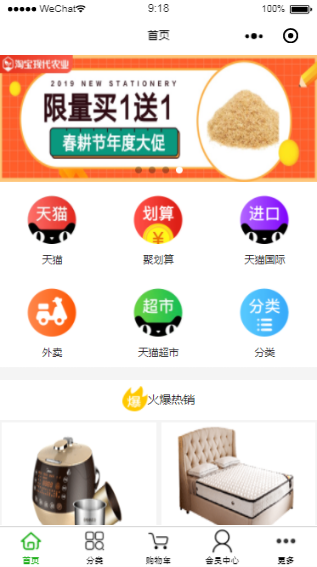 WeChat
9:18
100%
首页
淘宝现代农业
2019 NEW STATIONERY
限量买1送1
春耕节年度大促
天猫
划算
进口
天猫
聚划算
天猫国际
超市
分类
外卖
天猫超市
分类
爆
火爆热销
首页
分类
购物车
会员中心
更多